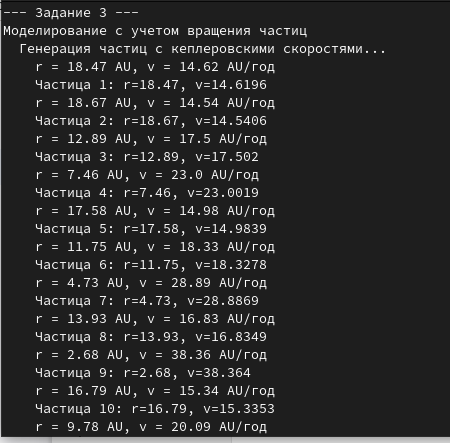 --- Задание 3 ---
Моделирование с учетом вращения частиц
Генерация частиц с кеплеровскими скоростями...
r = 18.47 AU, v = 14.62 AU/год
Частица 1: r=18.47, v=14.6196
r = 18.67 AU, v = 14.54 AU/год
Частица 2: r=18.67, v=14.5406
r = 12.89 AU, v = 17.5 AU/год
Частица 3: r=12.89, v=17.502
r = 7.46 AU, v = 23.0 AU/год
Частица 4: r=7.46, v=23.0019
r = 17.58 AU, v = 14.98 AU/год
Частица 5: r=17.58, v=14.9839
r = 11.75 AU, v = 18.33 AU/год
Частица 6: r=11.75, v=18.3278
r = 4.73 AU, v = 28.89 AU/год
Частица 7: r=4.73, v=28.8869
r = 13.93 AU, v = 16.83 AU/год
Частица 8: r=13.93, v=16.8349
r = 2.68 AU, v = 38.36 AU/год
Частица 9: r=2.68, v=38.364
r = 16.79 AU, v = 15.34 AU/год
Частица 10: r=16.79, v=15.3353
r = 9.78 AU, v = 20.09 AU/год